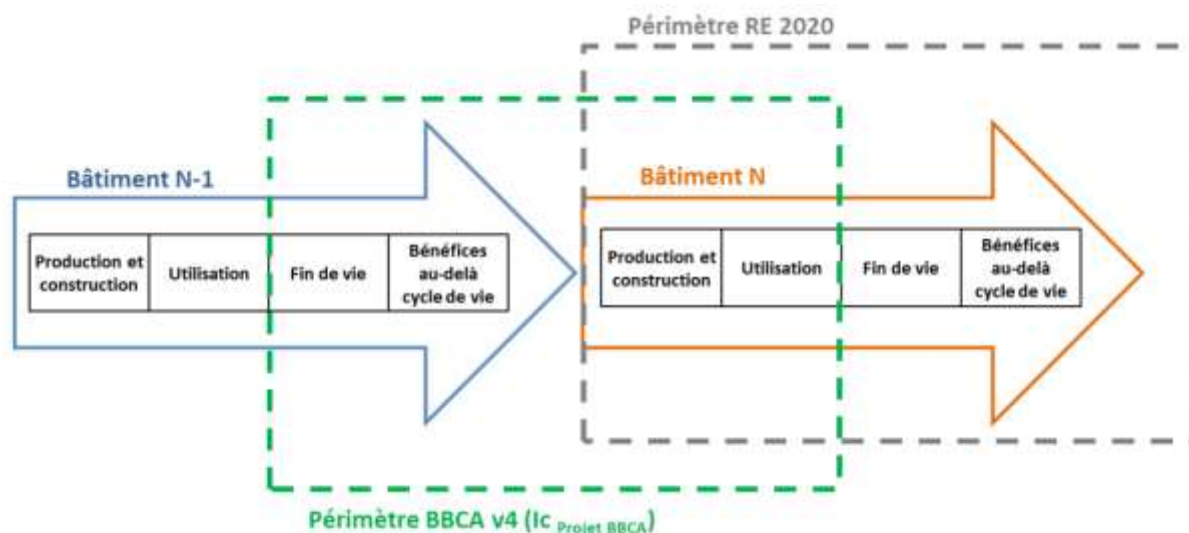 Périmètre RE 2020
Bâtiment N-1
Bâtiment N
Production et
construction
Utilisation
Fin de vie
Bénéfices
au-delà
cycle de vie
Production et
construction
Utilisation
Fin de vie
Bénéfices
au-delà
cycle de vie
Périmètre BBCA v4 (Ic Projet BBCA)